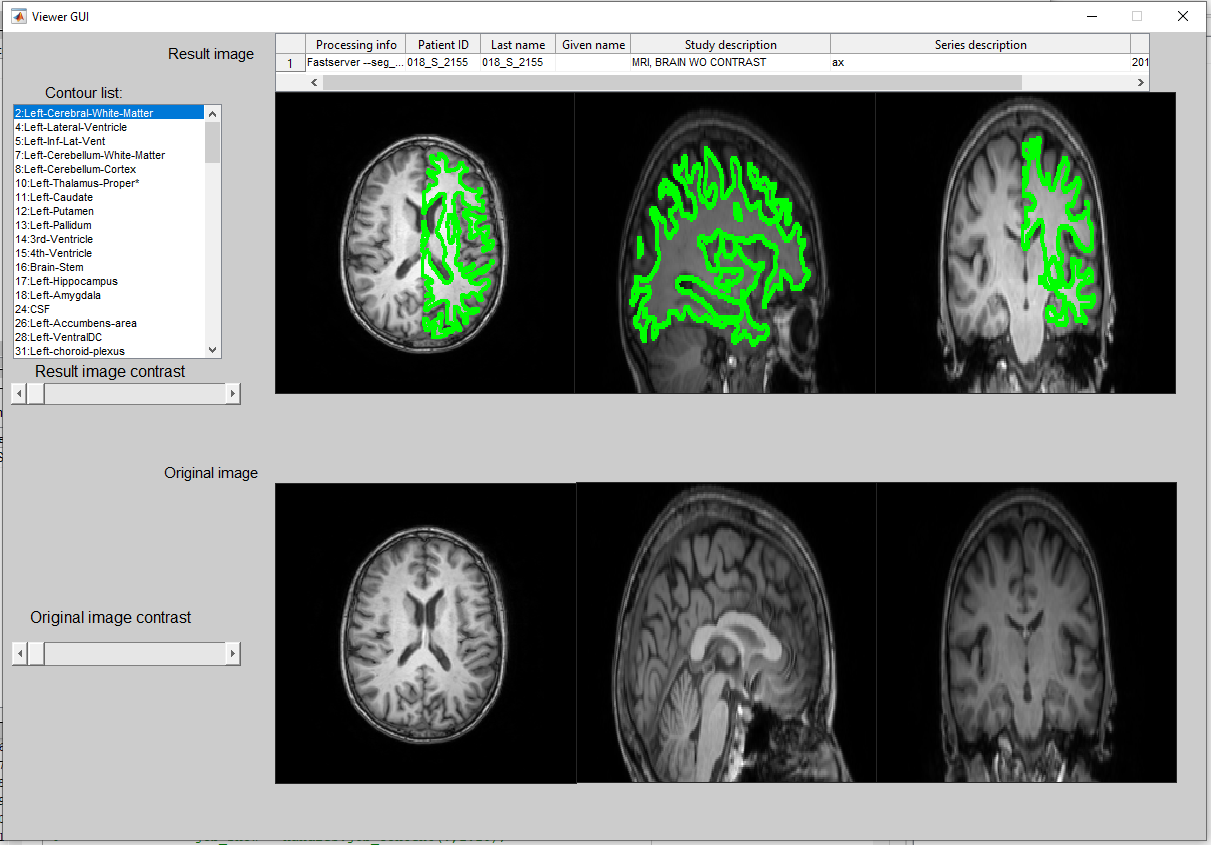 Viewer GUI
Result image
Processing info Patient ID Last name Given name Study description Series description
1 Fastserver --seg_... 018_S_2155 018_S_2155 MRI, BRAIN WO CONTRAST ax 201
Contour list:
2:Left-Cerebral-White-Matter
4:Left-Lateral-Ventricle
5:Left-Inf-Lat-Vent
7:Left-Cerebellum-White-Matter
8:Left-Cerebellum-Cortex
10:Left-Thalamus-Proper*
11:Left-Caudate
12:Left-Putamen
13:Left-Pallidum
14:3rd-Ventricle
15:4th-Ventricle
16:Brain-Stem
17:Left-Hippocampus
18:Left-Amygdala
24:CSF
26:Left-Accumbens-area
28:Left-VentralDC
31:Left-choroid-plexus
Result image contrast
Original image
Original image contrast